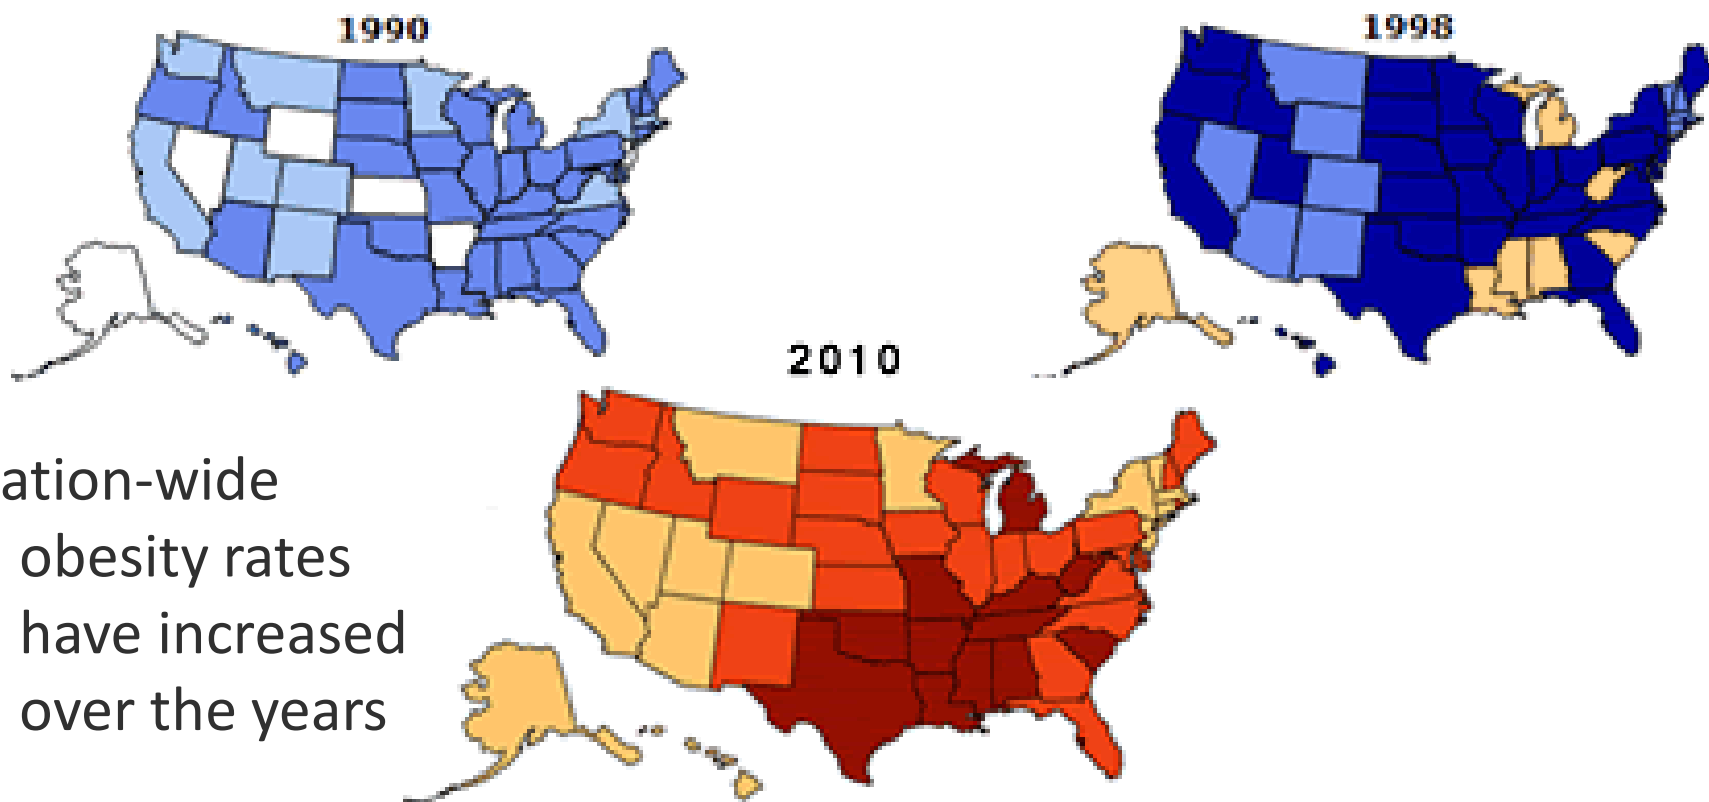 1990
1998
2010
ation-wide
obesity rates
have increased
over the years